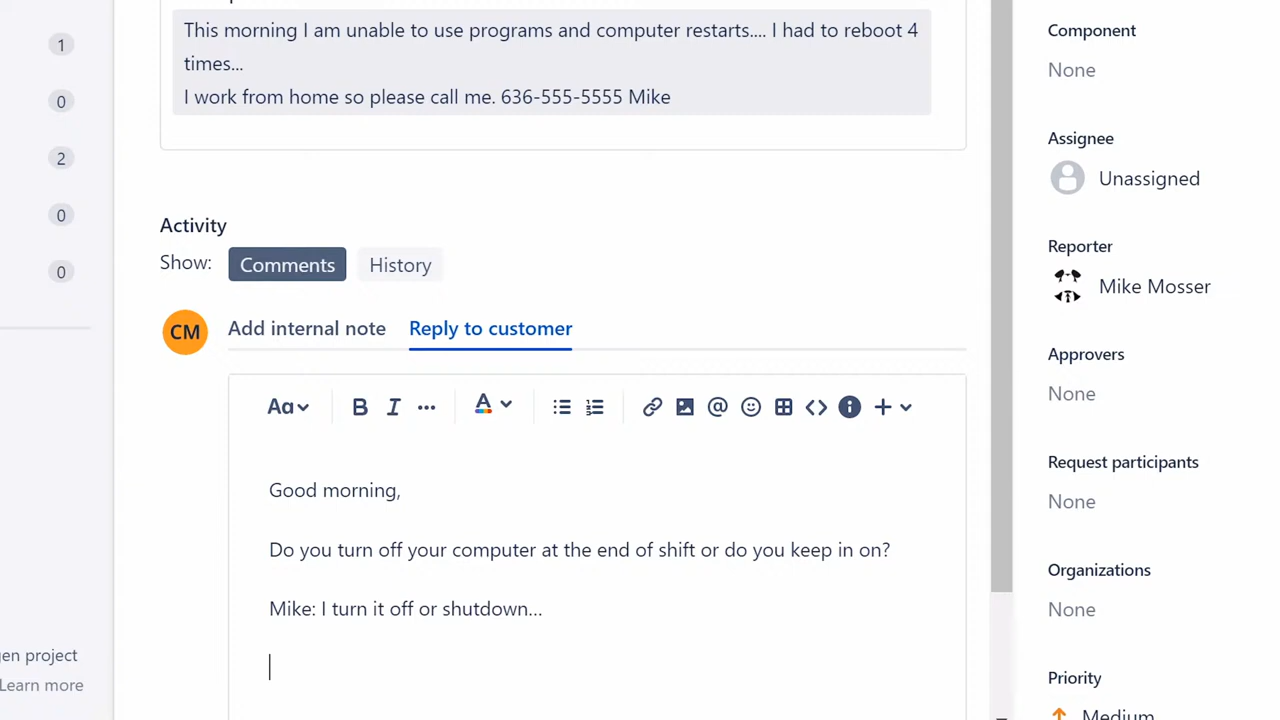 This morning I am unable to use programs and computer restarts.... I had to reboot 4
times...
I work from home so please call me. 636-555-5555 Mike
1
0
2
0
0
Activity
Show:
Comments
History
CM
Add internal note
Reply to customer
Aa
B
I
A
Good morning,
Do you turn off your computer at the end of shift or do you keep in on?
Mike: I turn it off or shutdown...
gen project
Learn more
Component
None
Assignee
Unassigned
Reporter
Mike Mosser
Approvers
None
Request participants
None
Organizations
None
Priority
Medium